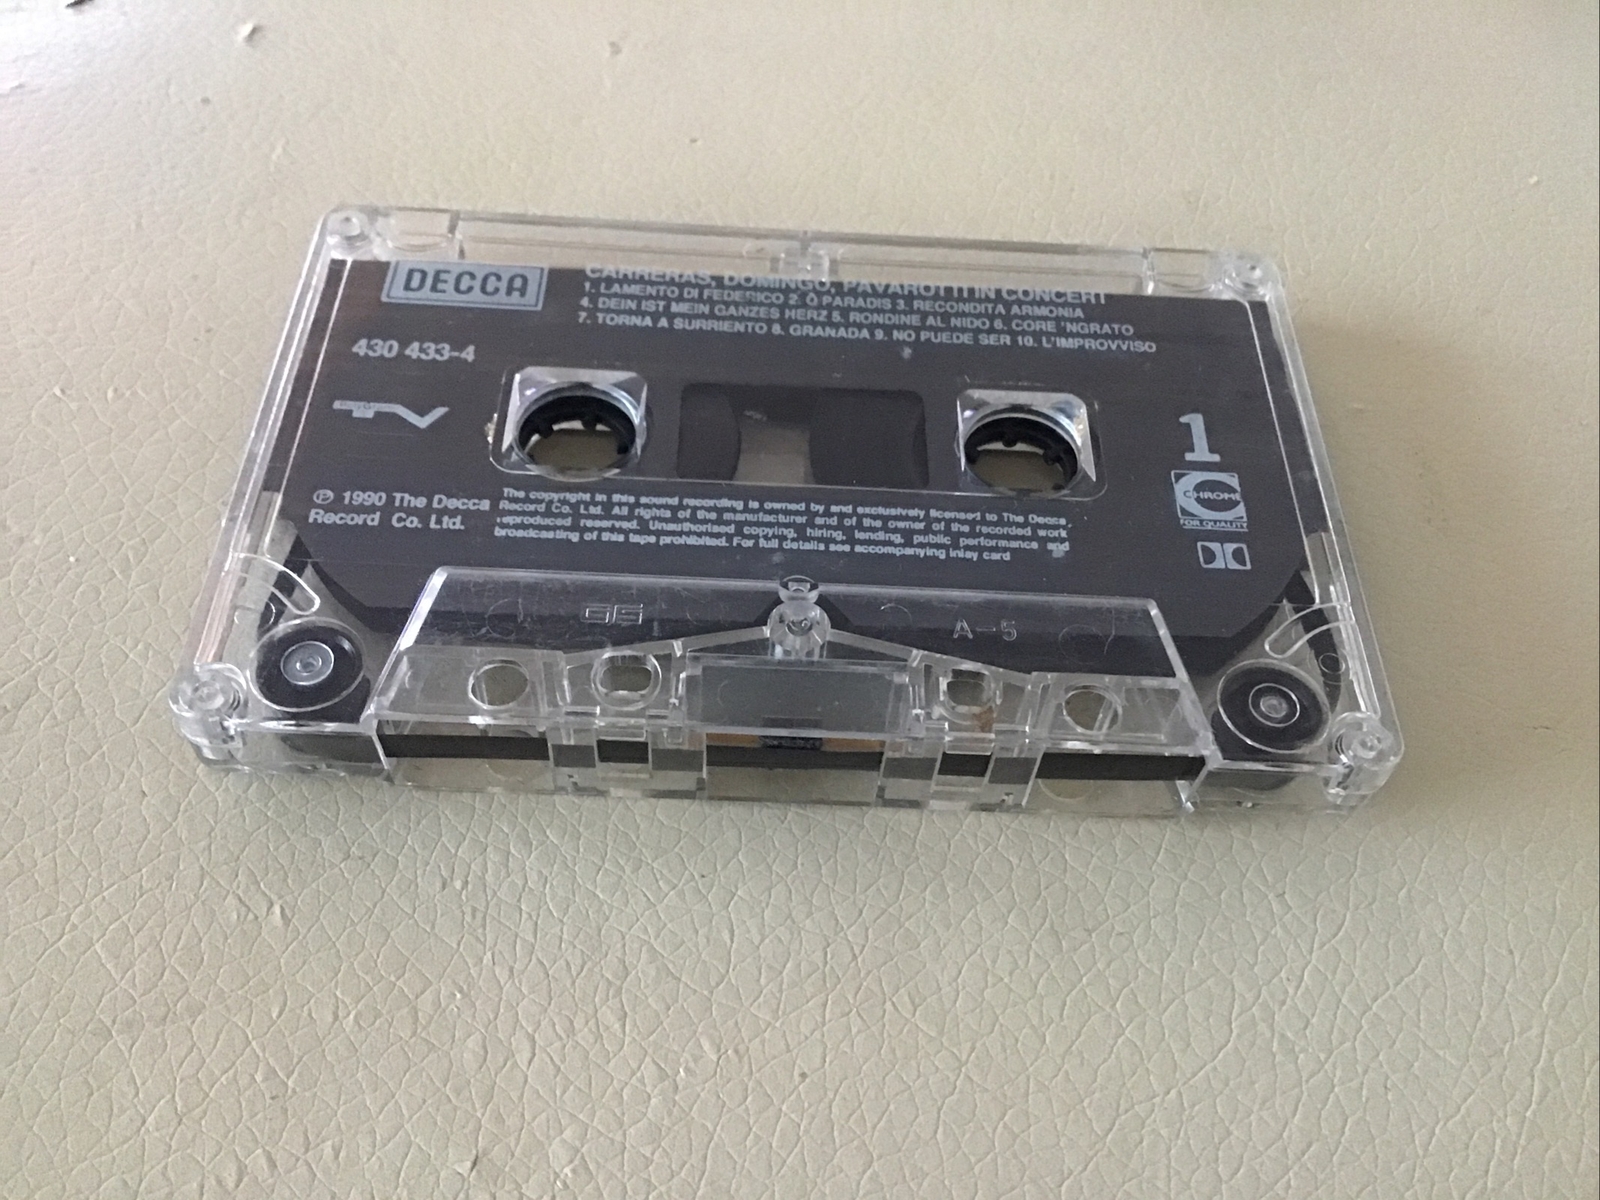 DECCA
CARRERAS, DOMINGO, PAVAROTTI IN CONCERT
1. LAMENTO DI FEDERICO 2. O PARADIS 3. RECONDITA ARMONIA
4. DEIN IST MEIN GANZES HERZ 5. RONDINE AL NIDO 6. CORE 'NGRATO
7. TORNA A SURRIENTO 8. GRANADA 9. NO PUEDE SER 10. L'IMPROVVISO
430 433-4
1
CHROME
FOR QUALITY
℗ 1990 The Decca
Record Co. Ltd.
The copyright in this sound recording is owned by and exclusively licensed to The Decca
Record Co. Ltd. All rights of the manufacturer and of the owner of the recorded work
reproduced reserved. Unauthorised copying, hiring, lending, public performance and
broadcasting of this tape prohibited. For full details see accompanying inlay card
A-5